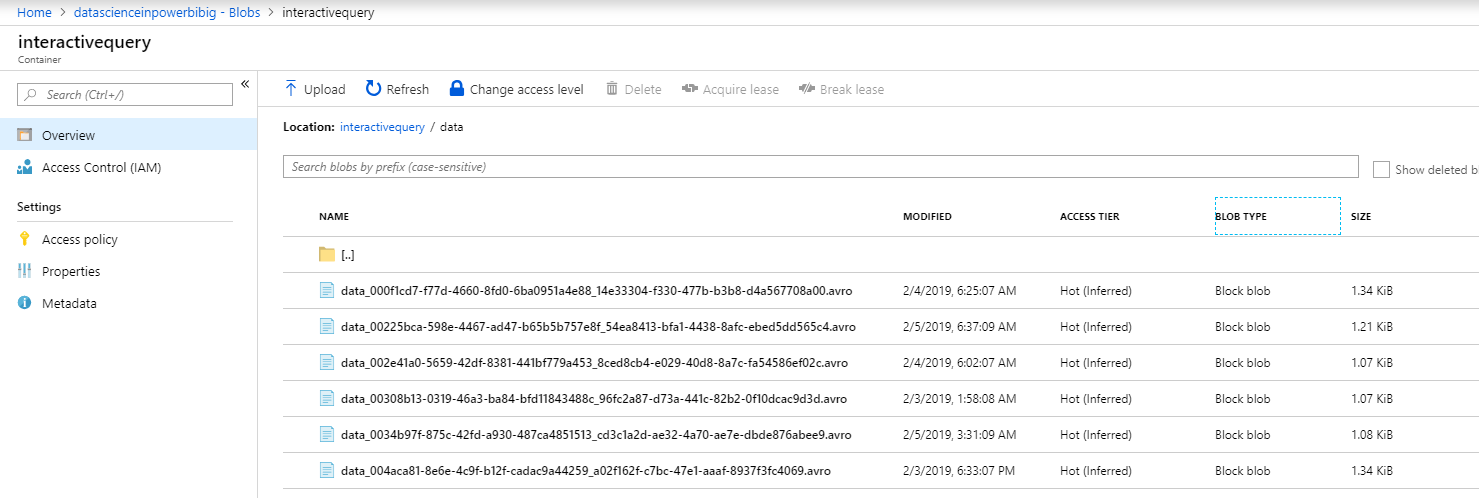 Home > datascienceinpowerbibig - Blobs > interactivequery
interactivequery
Container
«
Search (Ctrl+/)
Overview
Access Control (IAM)
Settings
Access policy
Properties
Metadata
Upload Refresh Change access level Delete Acquire lease Break lease
Location: interactivequery / data
Search blobs by prefix (case-sensitive)
Show deleted b
NAME MODIFIED ACCESS TIER BLOB TYPE SIZE
[..]
data_000f1cd7-f77d-4660-8fd0-6ba0951a4e88_14e33304-f330-477b-b3b8-d4a567708a00.avro 2/4/2019, 6:25:07 AM Hot (Inferred) Block blob 1.34 KiB
data_00225bca-598e-4467-ad47-b65b5b757e8f_54ea8413-bfa1-4438-8afc-ebed5dd565c4.avro 2/5/2019, 6:37:09 AM Hot (Inferred) Block blob 1.21 KiB
data_002e41a0-5659-42df-8381-441bf779a453_8ced8cb4-e029-40d8-8a7c-fa54586ef02c.avro 2/4/2019, 6:02:07 AM Hot (Inferred) Block blob 1.07 KiB
data_00308b13-0319-46a3-ba84-bfd11843488c_96fc2a87-d73a-441c-82b2-0f10dcac9d3d.avro 2/3/2019, 1:58:08 AM Hot (Inferred) Block blob 1.07 KiB
data_0034b97f-875c-42fd-a930-487ca4851513_cd3c1a2d-ae32-4a70-ae7e-dbde876abee9.avro 2/5/2019, 3:31:09 AM Hot (Inferred) Block blob 1.08 KiB
data_004aca81-8e6e-4c9f-b12f-cadac9a44259_a02f162f-c7bc-47e1-aaaf-8937f3fc4069.avro 2/3/2019, 6:33:07 PM Hot (Inferred) Block blob 1.34 KiB